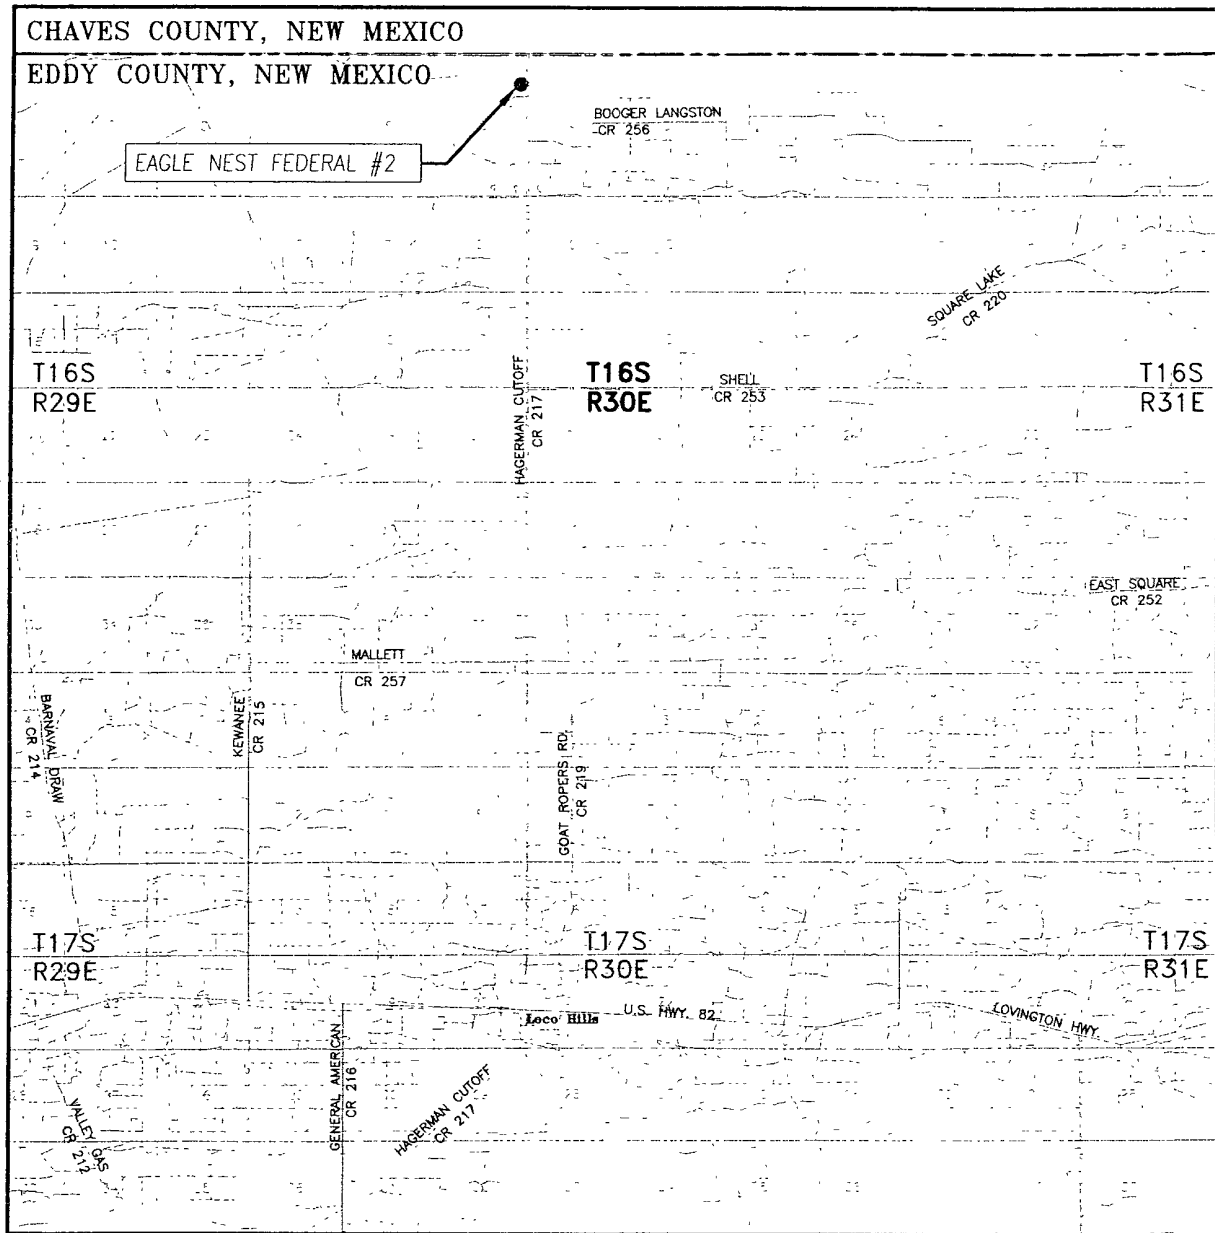 CHAVES COUNTY, NEW MEXICO
EDDY COUNTY, NEW MEXICO
BOOGER LANGSTON
CR 256
EAGLE NEST FEDERAL #2
SQUARE LAKE
CR 220
T16S
R29E
HAGERMAN CUTOFF
CR 217
T16S
R30E
SHELL
CR 253
T16S
R31E
EAST SQUARE
CR 252
MALLETT
CR 257
BARNAVAL DRAW
CR 214
KEWANEE
CR 215
GOAT ROPERS RD
CR 219
T17S
R29E
T17S
R30E
T17S
R31E
Loco Hills
U.S. HWY. 82
LOVINGTON HWY
GENERAL AMERICAN
CR 216
HAGERMAN CUTOFF
CR 217
VALLEY GAS
CR 212